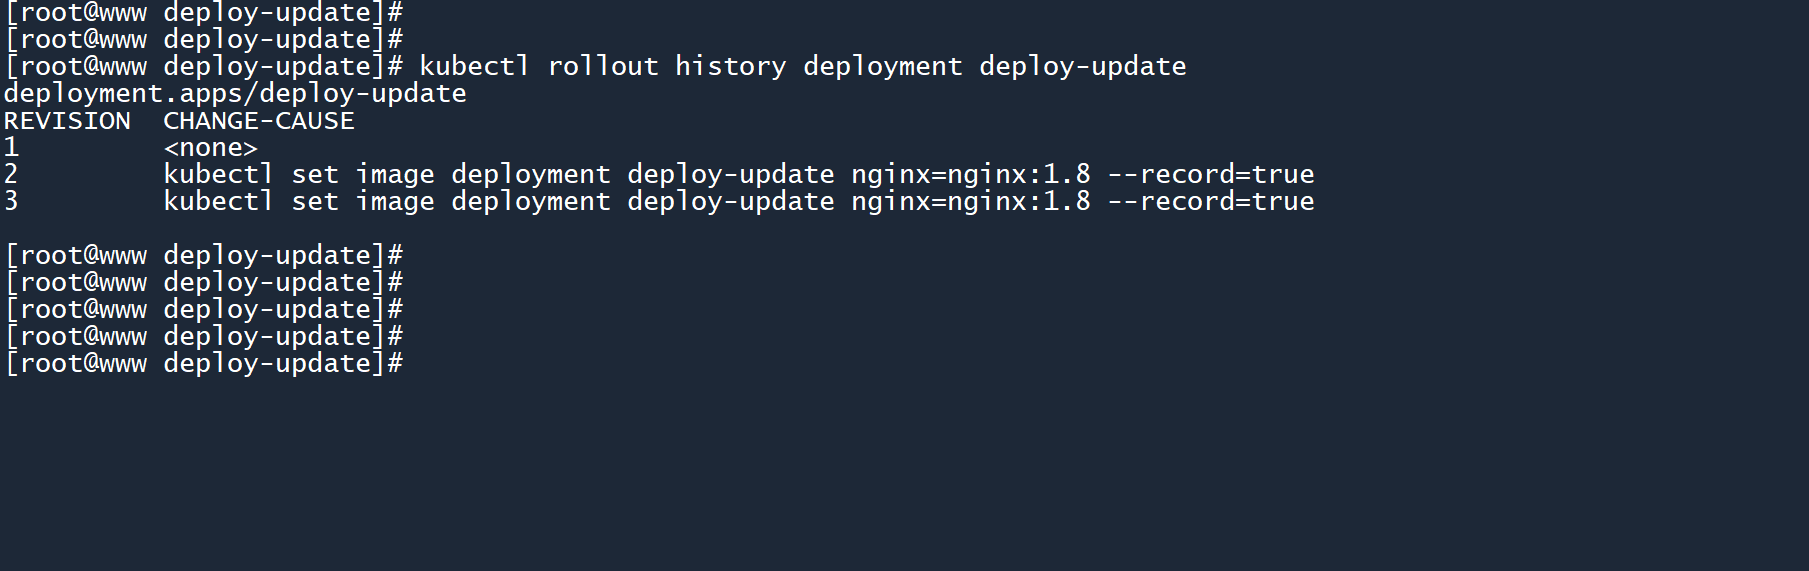 [root@www deploy-update]#
[root@www deploy-update]#
[root@www deploy-update]# kubectl rollout history deployment deploy-update
deployment.apps/deploy-update
REVISION  CHANGE-CAUSE
1         <none>
2         kubectl set image deployment deploy-update nginx=nginx:1.8 --record=true
3         kubectl set image deployment deploy-update nginx=nginx:1.8 --record=true
[root@www deploy-update]#
[root@www deploy-update]#
[root@www deploy-update]#
[root@www deploy-update]#
[root@www deploy-update]#